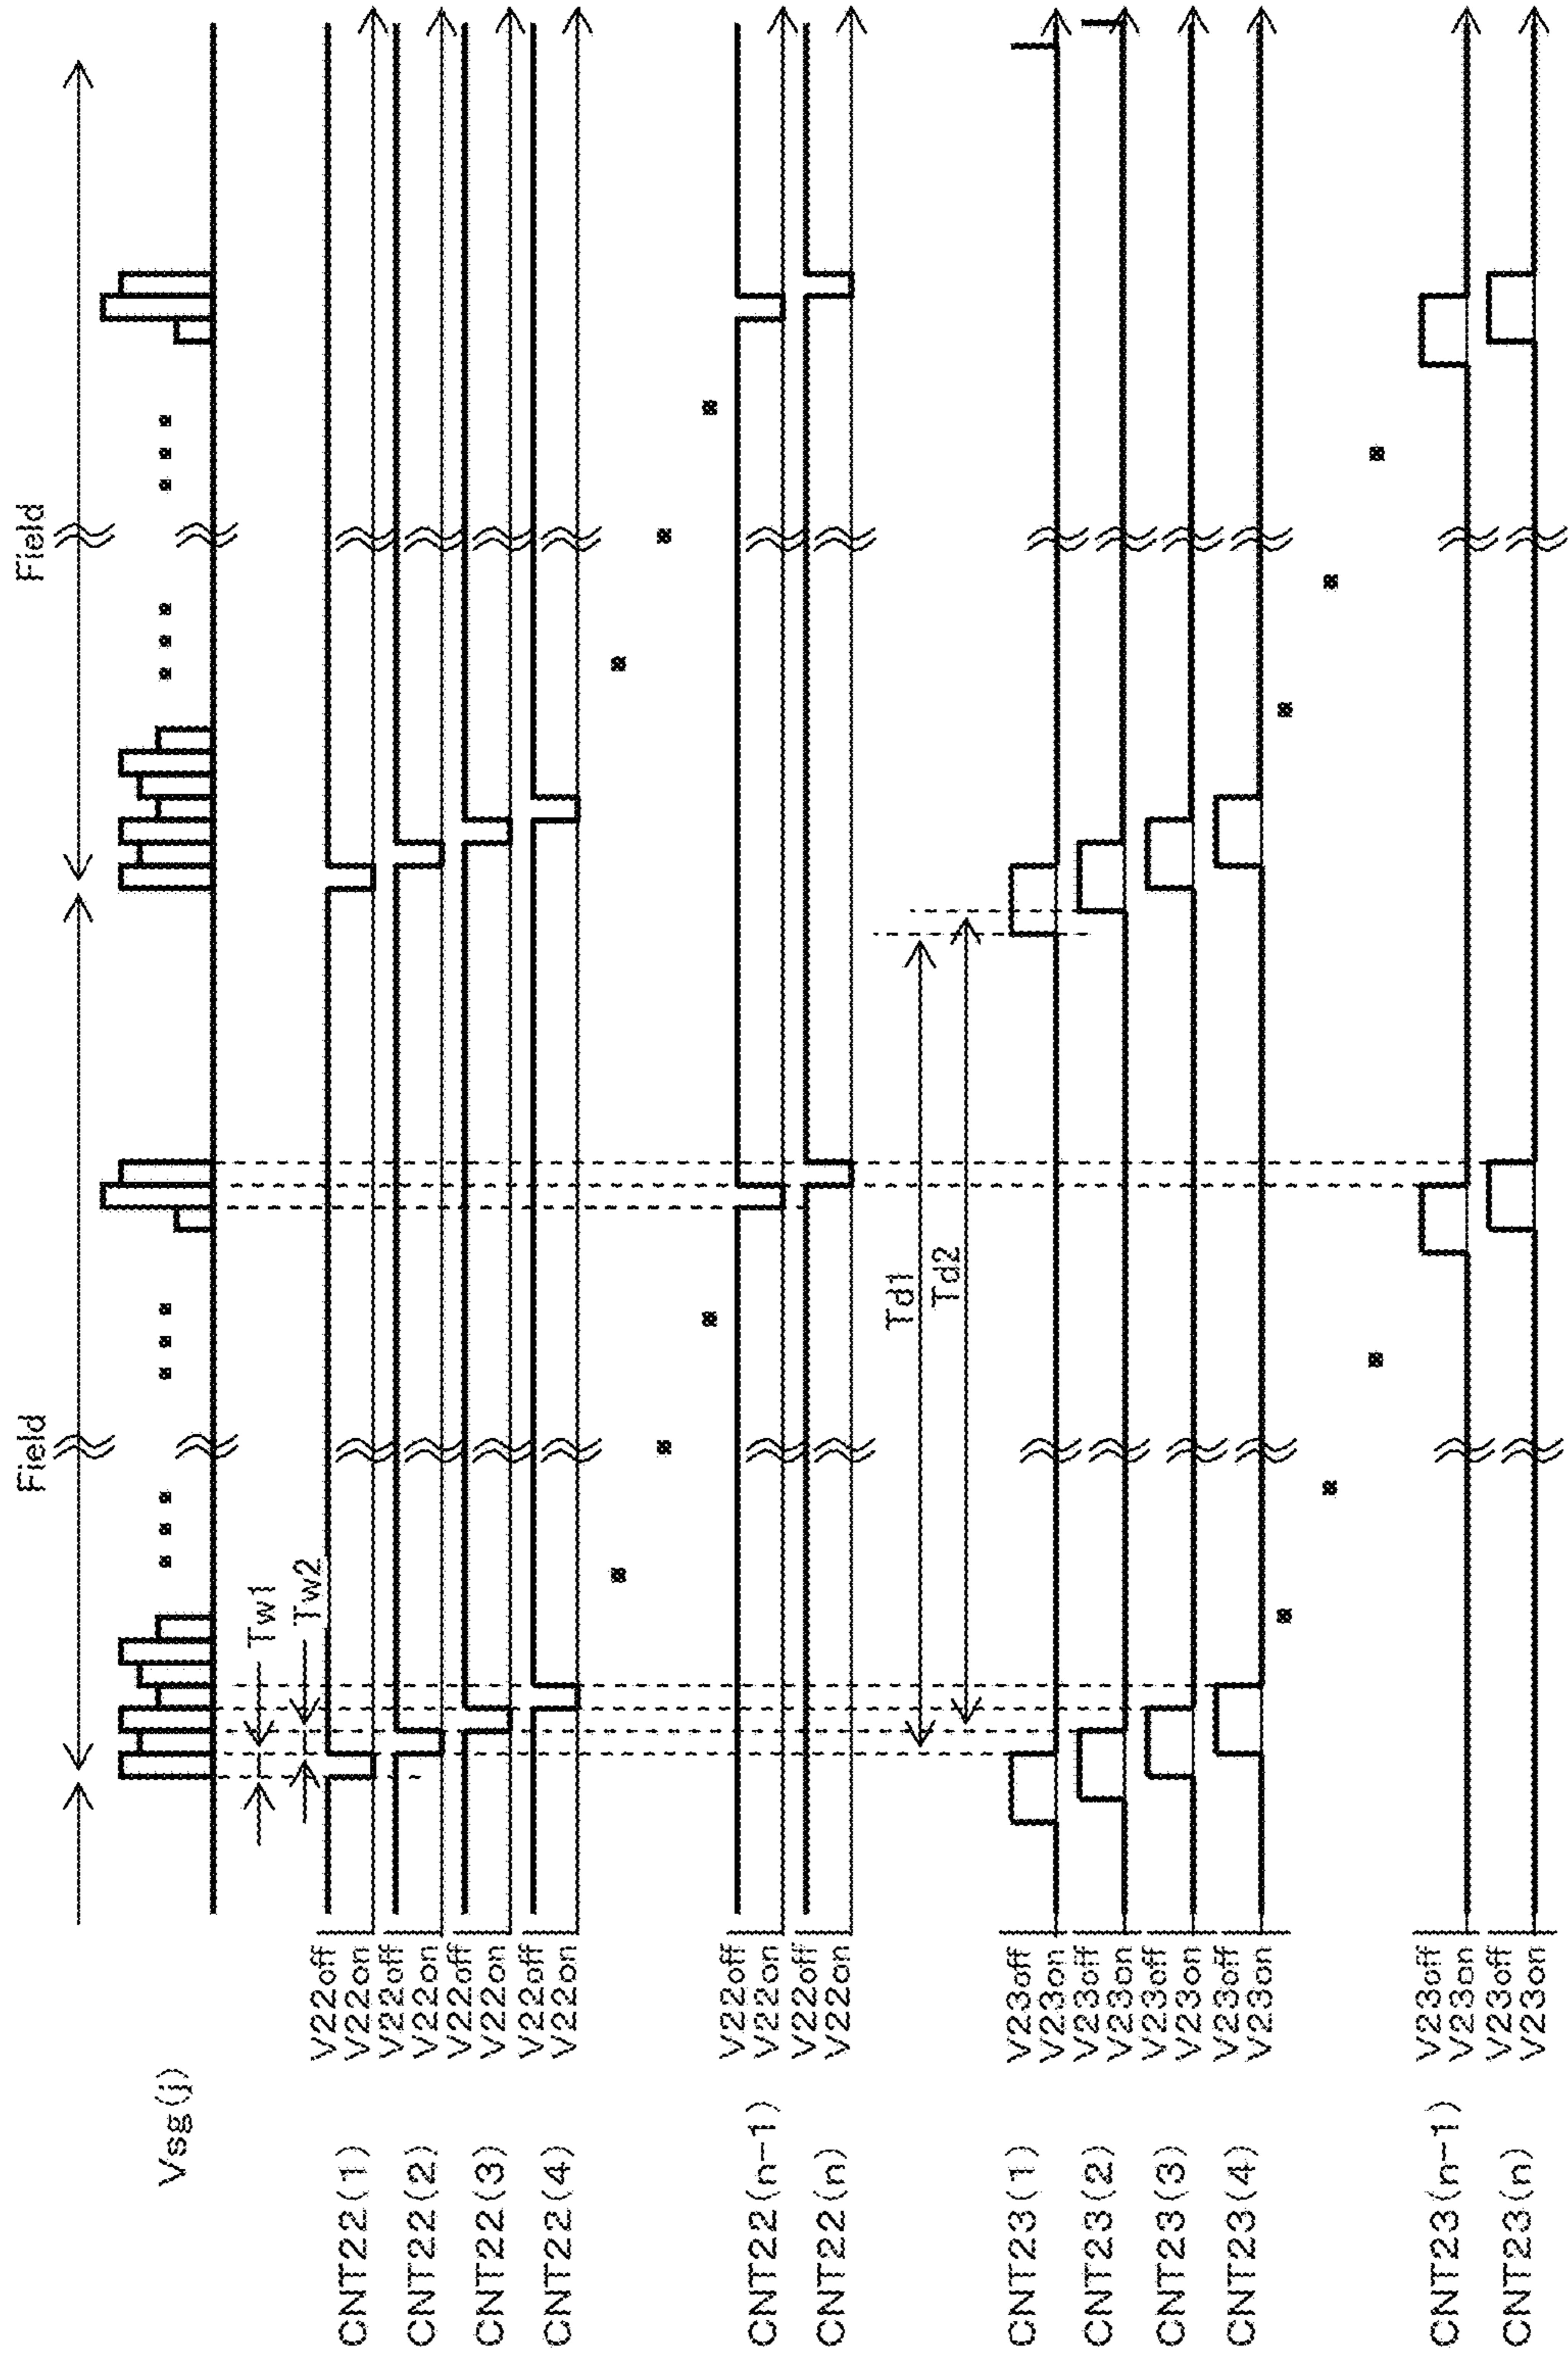 Field
Field
Vsg(j)
Tw1
Tw2
CNT22(1)
V22off
V22on
CNT22(2)
V22off
V22on
CNT22(3)
V22off
V22on
CNT22(4)
V22off
V22on
CNT22(n-1)
V22off
V22on
CNT22(n)
V22off
V22on
Td1
Td2
CNT23(1)
V23off
V23on
CNT23(2)
V23off
V23on
CNT23(3)
V23off
V23on
CNT23(4)
V23off
V23on
CNT23(n-1)
V23off
V23on
CNT23(n)
V23off
V23on